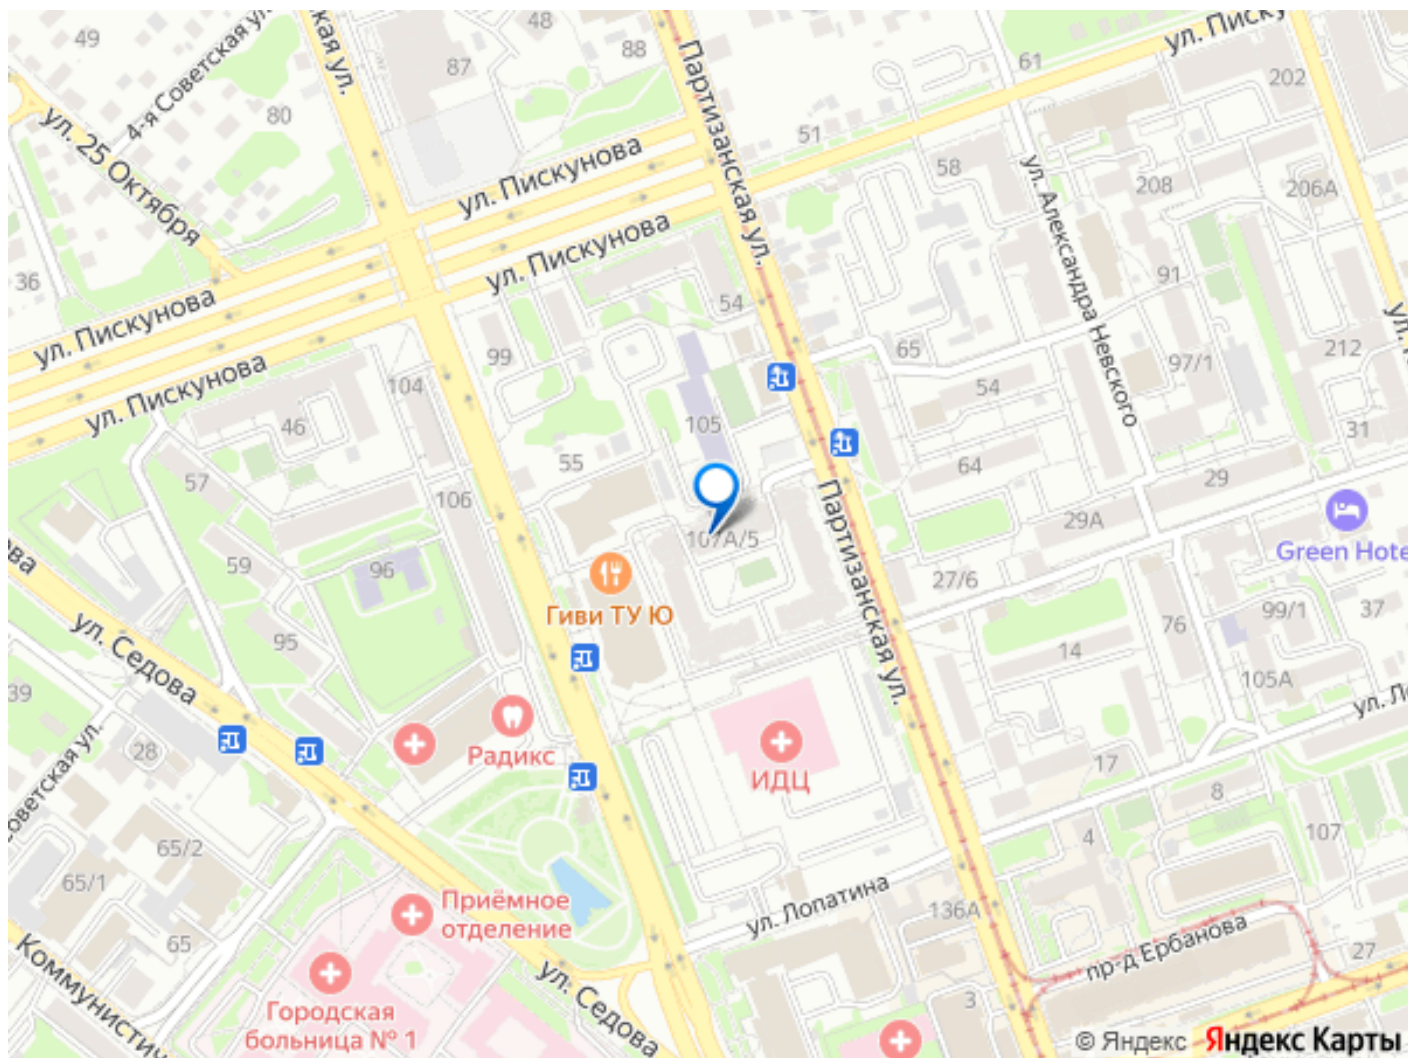 49
4-я Советская ул.
ская ул.
48
88
87
80
ул. 25 Октября
Партизанская ул.
61
202
51
58
ул. Александра Невского
208
206А
36
ул. Пискунова
ул. Пискунова
ул. Пискунова
ул. Пискунова
91
54
99
65
97/1
212
104
54
46
105
55
64
31
57
106
29
29А
107А/5
Партизанская ул.
Green Hote
59
96
27/6
Гиви ТУ Ю
99/1
37
76
95
14
105А
ул. Седова
39
28
Радикс
ИДЦ
17
8
4
107
65/2
65/1
Приёмное
отделение
ул. Лопатина
136А
пр-д Ербанова
65
27
Городская
больница № 1
ул. Седова
3
© Яндекс
Яндекс Карты